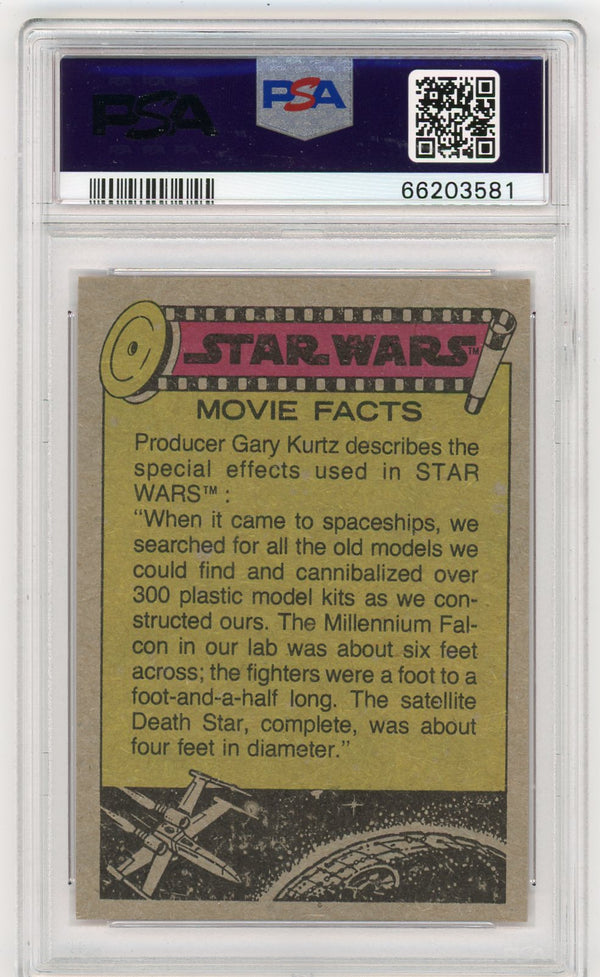 PSA
PSA
66203581
STAR WARS™
MOVIE FACTS
Producer Gary Kurtz describes the
special effects used in STAR
WARS™ :
“When it came to spaceships, we
searched for all the old models we
could find and cannibalized over
300 plastic model kits as we con-
structed ours. The Millennium Fal-
con in our lab was about six feet
across; the fighters were a foot to a
foot-and-a-half long. The satellite
Death Star, complete, was about
four feet in diameter.”